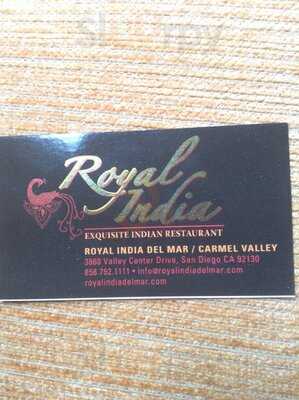 Royal
India
EXQUISITE INDIAN RESTAURANT
ROYAL INDIA DEL MAR / CARMEL VALLEY
3860 Valley Center Drive, San Diego CA 92130
858.792.1111 • info@royalindiadelmar.com
royalindiadelmar.com